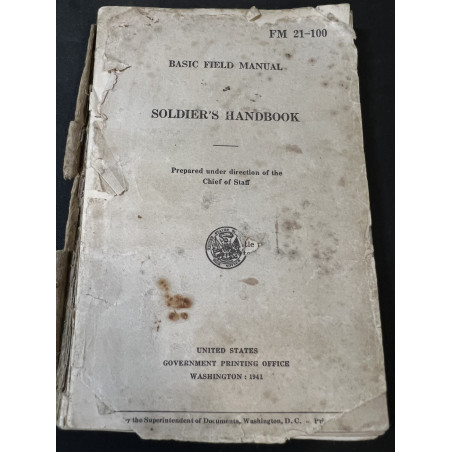 FM 21-100
BASIC FIELD MANUAL
SOLDIER'S HANDBOOK
Prepared under direction of the
Chief of Staff
UNITED STATES
GOVERNMENT PRINTING OFFICE
WASHINGTON : 1941
by the Superintendent of Documents, Washington, D. C. -